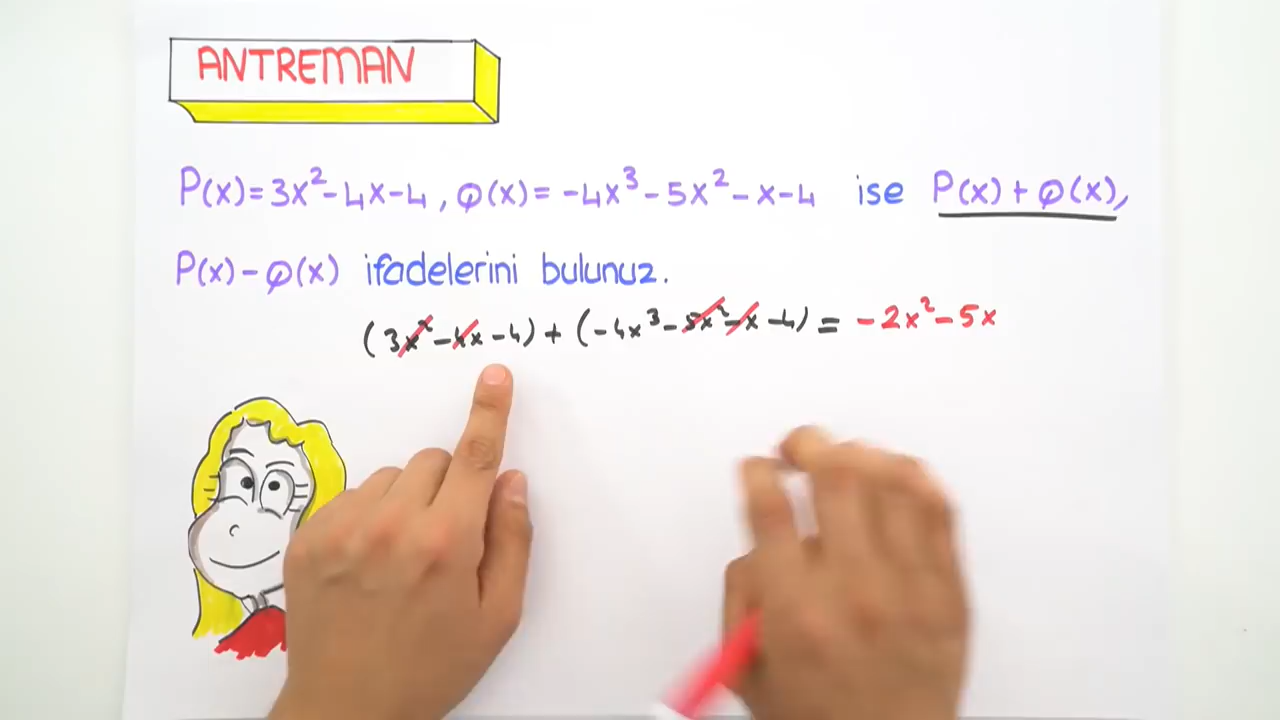 ANTREMAN
P(x)=3x²-4x-4, Q(x)=-4x³-5x²-x-4 ise P(x)+Q(x),
P(x)-Q(x) ifadelerini bulunuz.
(3x²-4x-4)+(-4x³-5x²-x-4)=-2x²-5x